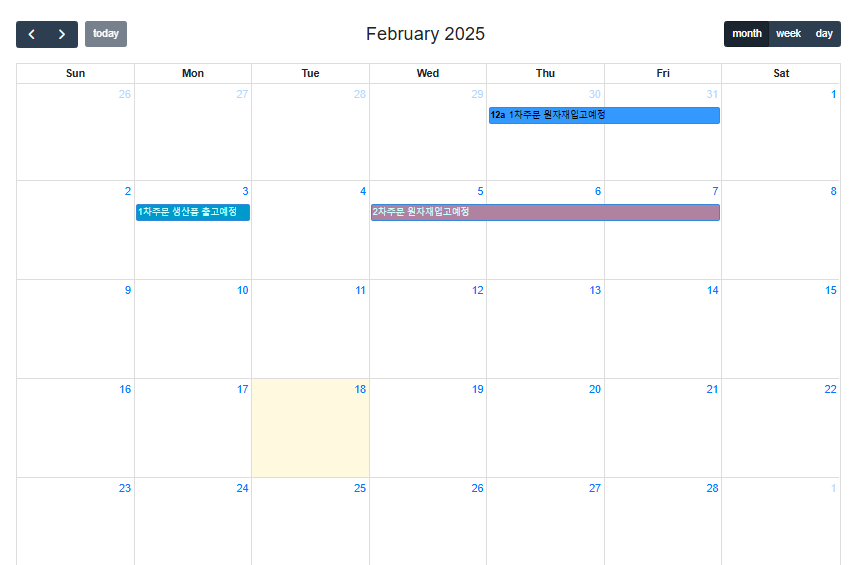 today
February 2025
month week day
Sun Mon Tue Wed Thu Fri Sat
26 27 28 29 30 31 1
12a 1차주문 원자재입고예정
2 3 4 5 6 7 8
1차주문 생산품 출고예정
2차주문 원자재입고예정
9 10 11 12 13 14 15
16 17 18 19 20 21 22
23 24 25 26 27 28 1